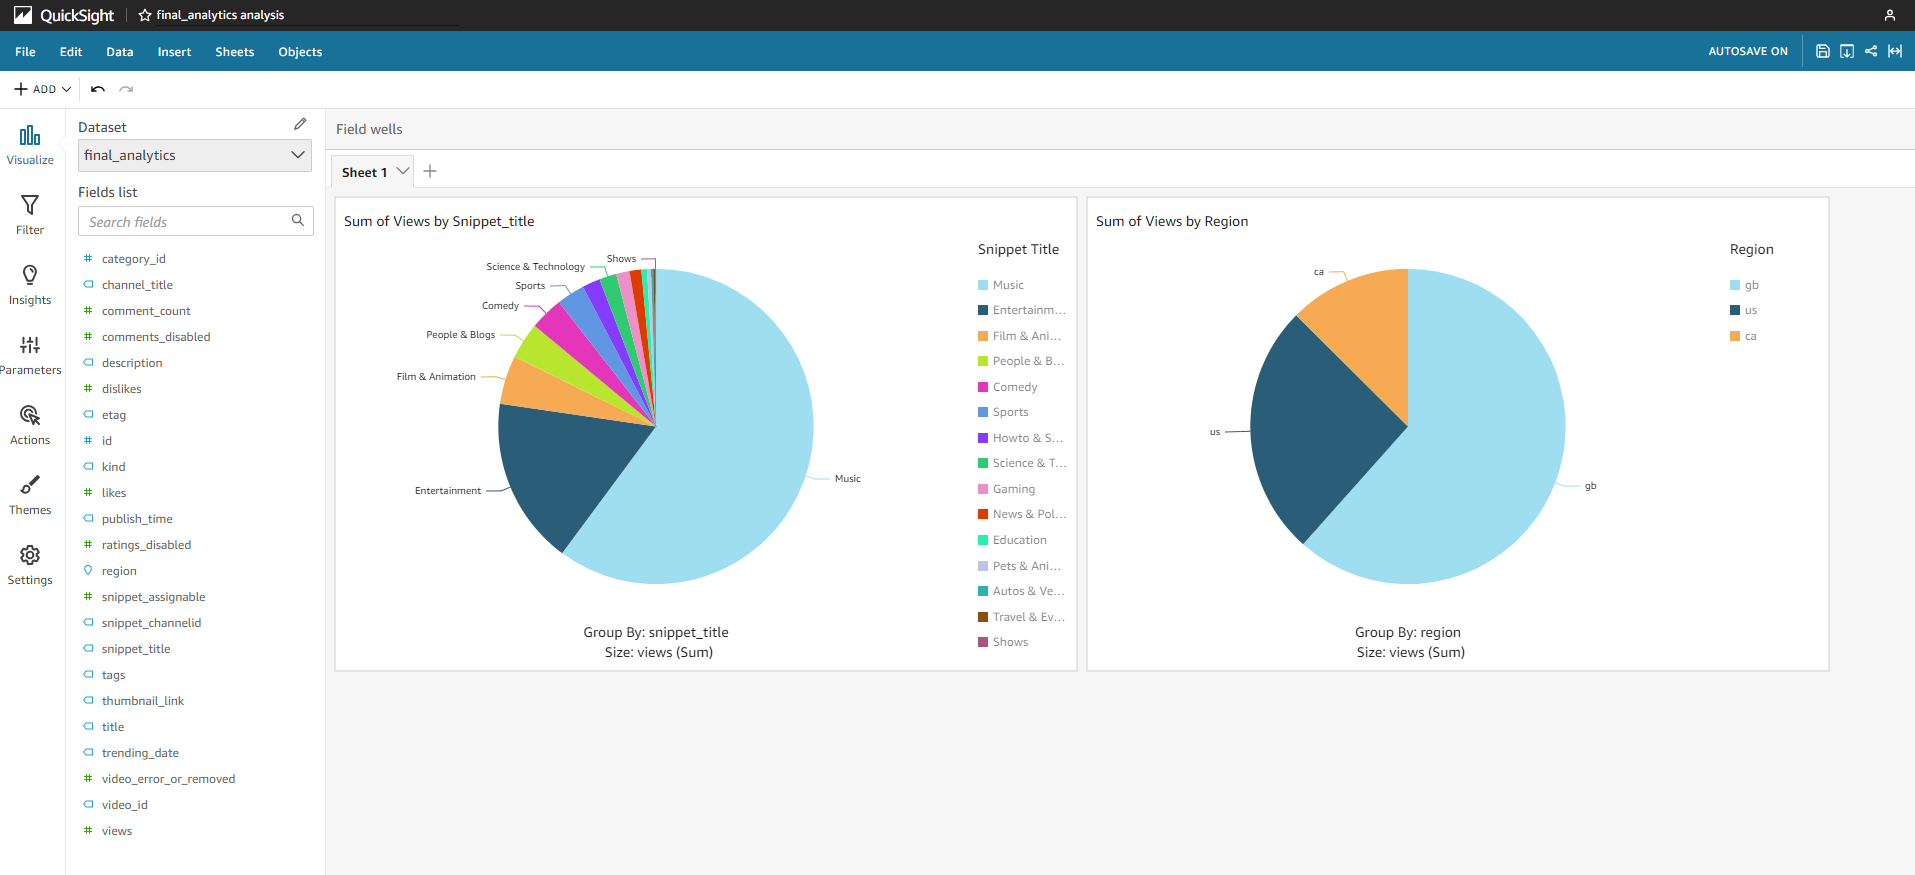 QuickSight final_analytics analysis
File Edit Data Insert Sheets Objects AUTOSAVE ON
ADD
Visualize
Filter
Insights
Parameters
Actions
Themes
Settings
Dataset
final_analytics
Fields list
Search fields
category_id
channel_title
comment_count
comments_disabled
description
dislikes
etag
id
kind
likes
publish_time
ratings_disabled
region
snippet_assignable
snippet_channelid
snippet_title
tags
thumbnail_link
title
trending_date
video_error_or_removed
video_id
views
Field wells
Sheet 1
Sum of Views by Snippet_title
Shows
Science & Technology
Sports
Comedy
People & Blogs
Film & Animation
Entertainment
Music
Snippet Title
Music
Entertainm...
Film & Ani...
People & B...
Comedy
Sports
Howto & S...
Science & T...
Gaming
News & Pol...
Education
Pets & Ani...
Autos & Ve...
Travel & Ev...
Shows
Group By: snippet_title
Size: views (Sum)
Sum of Views by Region
ca
us
gb
Region
gb
us
ca
Group By: region
Size: views (Sum)